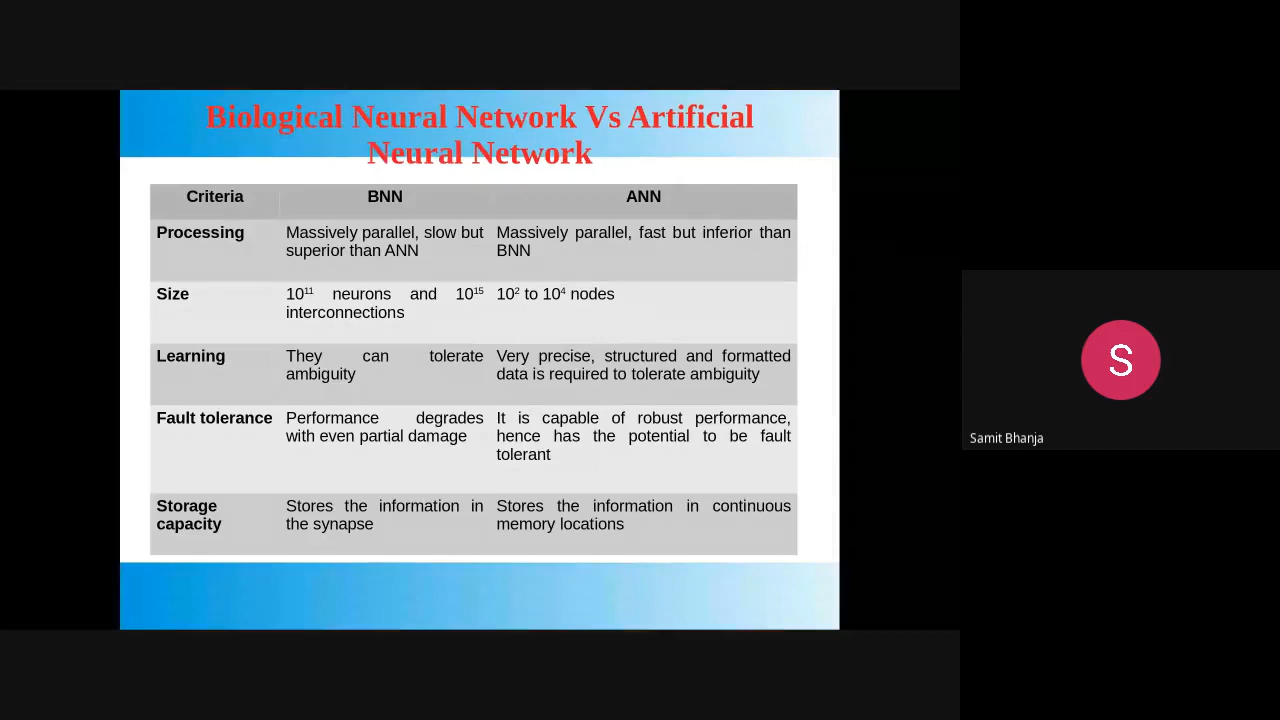 Biological Neural Network Vs Artificial
Neural Network
Criteria BNN ANN
Processing Massively parallel, slow but Massively parallel, fast but inferior than
superior than ANN BNN
Size 10¹¹ neurons and 10¹⁵ 10² to 10⁴ nodes
interconnections
Learning They can tolerate Very precise, structured and formatted
ambiguity data is required to tolerate ambiguity
Fault tolerance Performance degrades It is capable of robust performance,
with even partial damage hence has the potential to be fault
tolerant
Storage Stores the information in Stores the information in continuous
capacity the synapse memory locations
S
Samit Bhanja